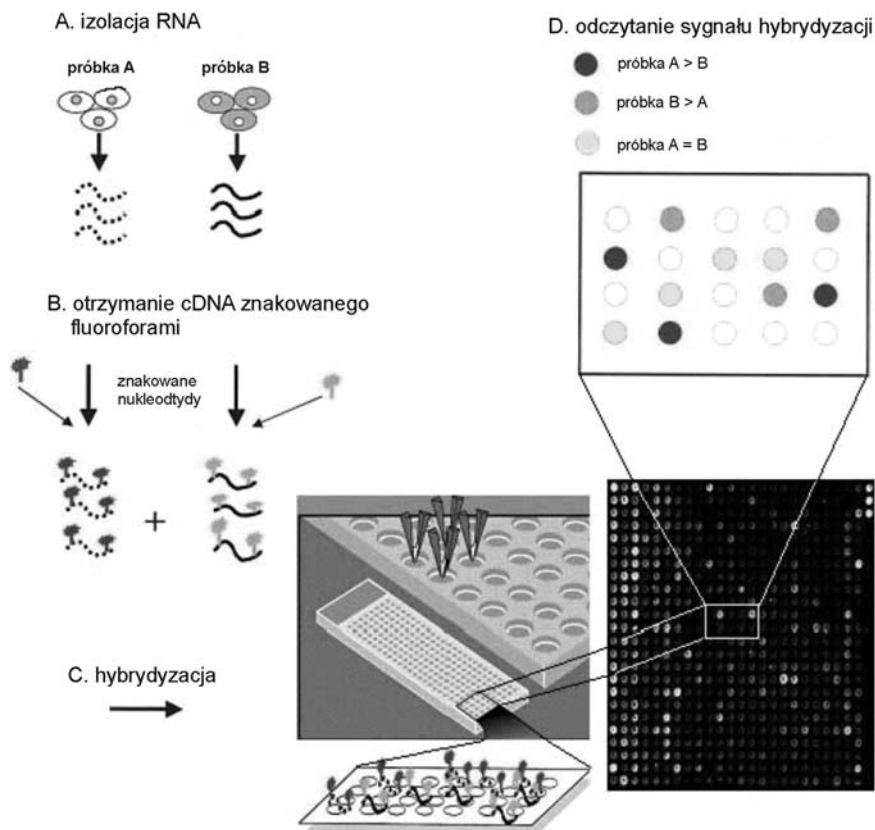 A. izolacja RNA
próbka A
próbka B
B. otrzymanie cDNA znakowanego
fluoroforami
znakowane
nukleodtydy
+
C. hybrydyzacja
D. odczytanie sygnału hybrydyzacji
próbka A > B
próbka B > A
próbka A = B